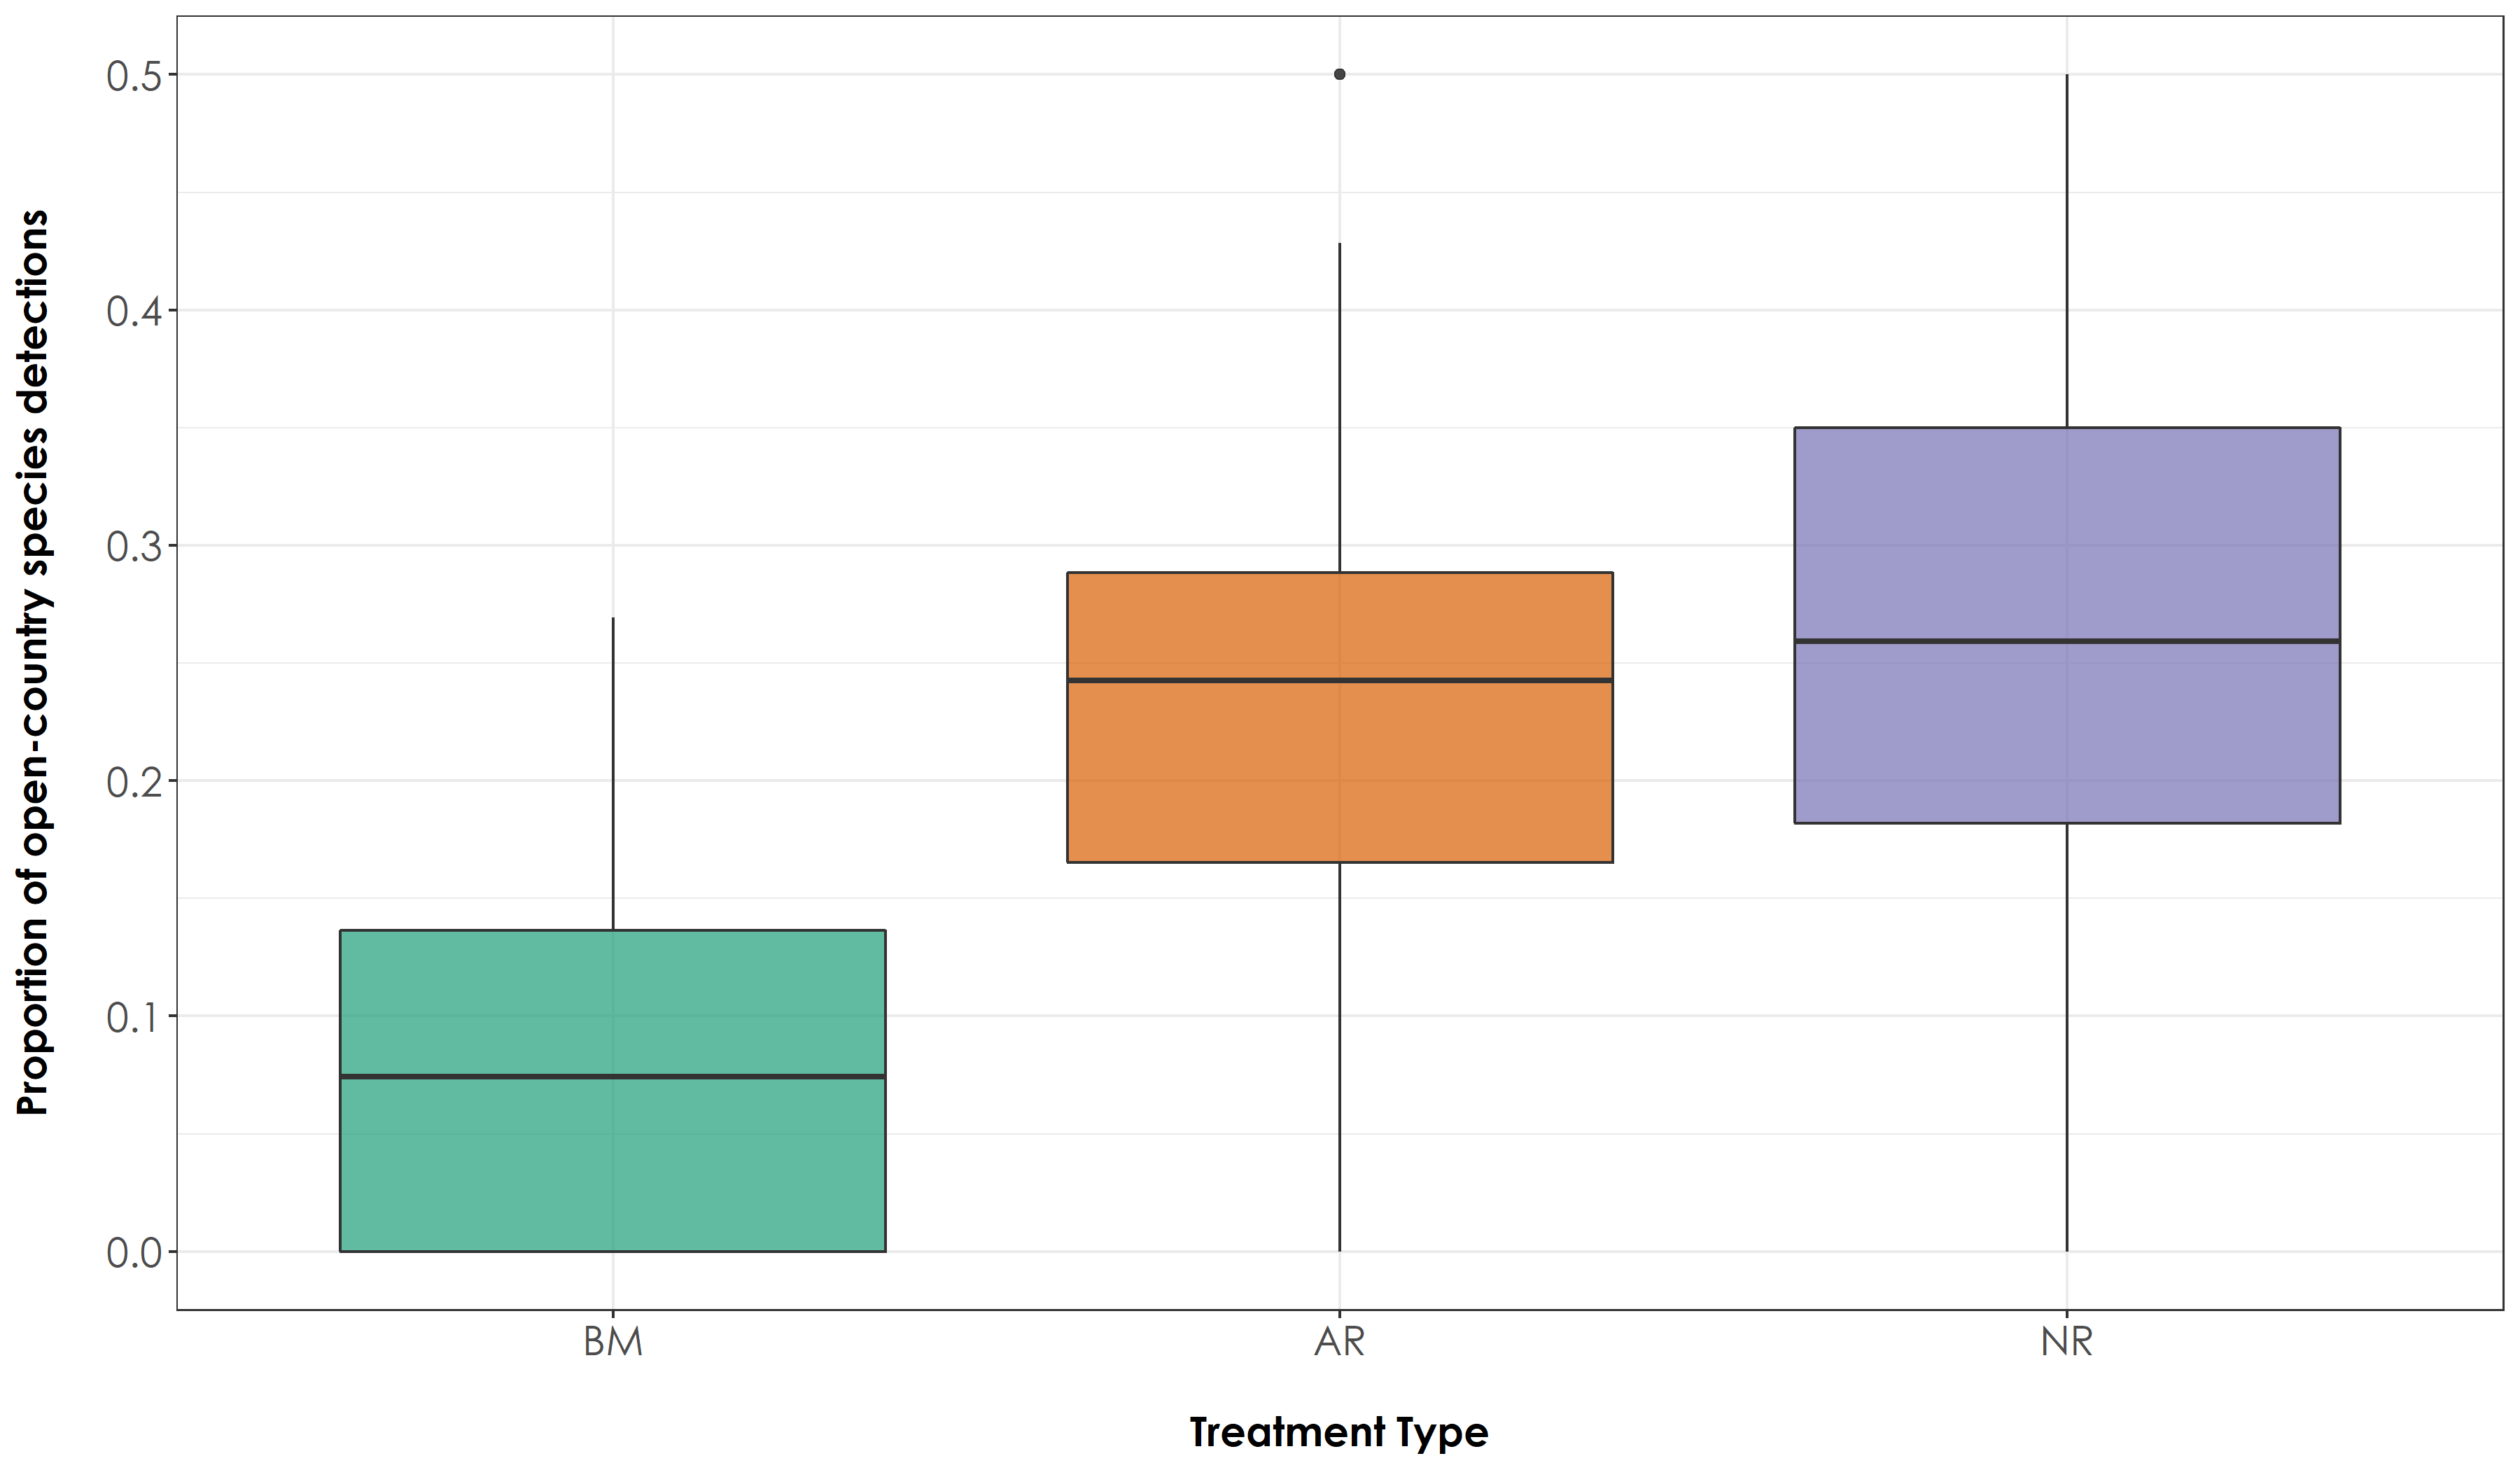 Proportion of open-country species detections
0.5
0.4
0.3
0.2
0.1
0.0
BM AR NR
Treatment Type